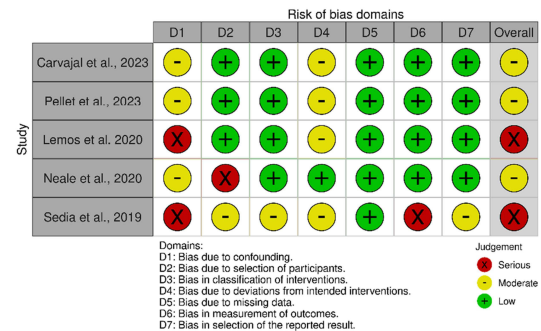 Risk of bias domains
D1 D2 D3 D4 D5 D6 D7 Overall
Study
Carvajal et al., 2023 - + + - + + + -
Pellet et al., 2023 - + + - + + + -
Lemos et al. 2020 X + + - + + + X
Neale et al., 2020 - X + + + + + -
Sedia et al., 2019 X - - - + X - X
Domains:
D1: Bias due to confounding.
D2: Bias due to selection of participants.
D3: Bias in classification of interventions.
D4: Bias due to deviations from intended interventions.
D5: Bias due to missing data.
D6: Bias in measurement of outcomes.
D7: Bias in selection of the reported result.
Judgement
X Serious
- Moderate
+ Low